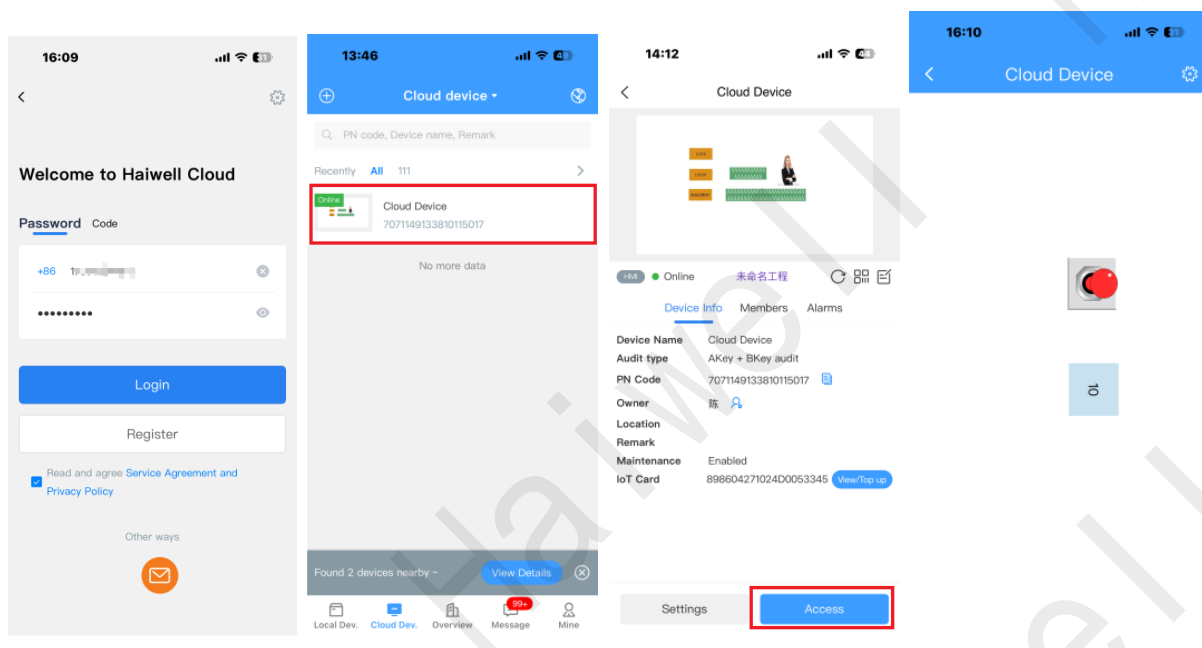 16:09
Welcome to Haiwell Cloud
Password Code
+86
Login
Register
Read and agree Service Agreement and
Privacy Policy
Other ways
13:46
Cloud device
PN code, Device name, Remark
Recently All 111
Online
Cloud Device
7071149133810115017
No more data
Found 2 devices nearby ~ View Details
99+
Local Dev. Cloud Dev. Overview Message Mine
14:12
Cloud Device
HMI Online 未命名工程
Device Info Members Alarms
Device Name Cloud Device
Audit type AKey + BKey audit
PN Code 7071149133810115017
Owner 陈
Location
Remark
Maintenance Enabled
IoT Card 898604271024D0053345 View/Top up
Settings Access
16:10
Cloud Device
10
Haiwell